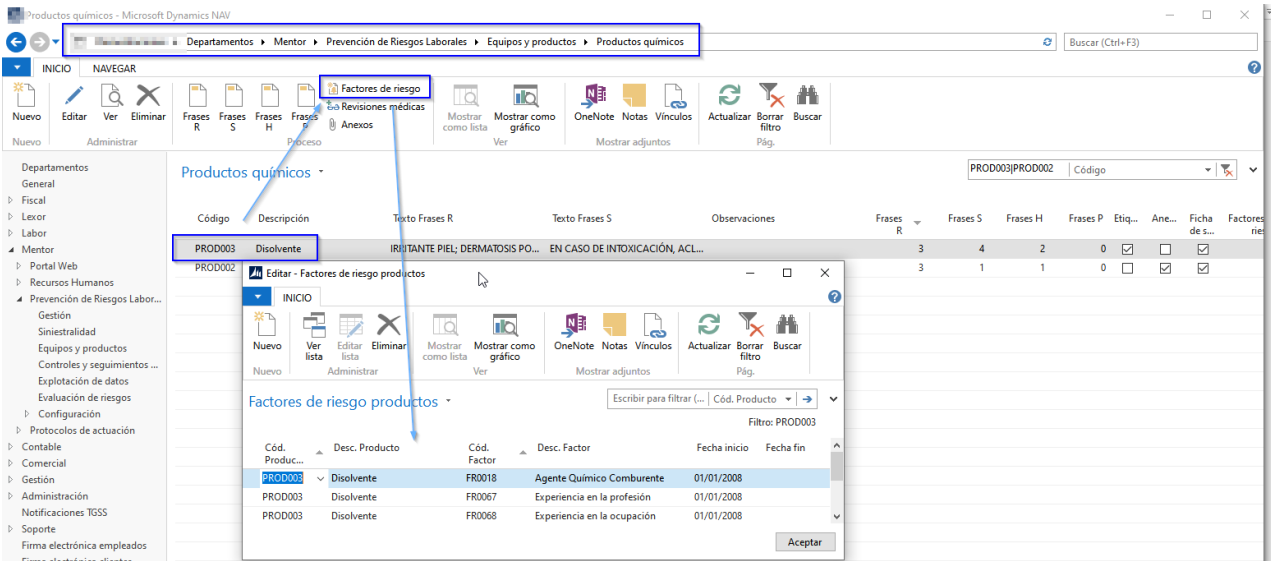 Productos químicos - Microsoft Dynamics NAV
Departamentos Mentor Prevención de Riesgos Laborales Equipos y productos Productos químicos
Buscar (Ctrl+F3)
INICIO NAVEGAR
Nuevo
Editar
Ver
Eliminar
Frases R
Frases S
Frases H
Frases
Factores de riesgo
Revisiones médicas
Anexos
Mostrar como lista
Mostrar como gráfico
OneNote
Notas
Vínculos
Actualizar
Borrar filtro
Buscar
Nuevo Administrar Proceso Ver Mostrar adjuntos Pág.
Departamentos
General
Fiscal
Lexor
Labor
Mentor
Portal Web
Recursos Humanos
Prevención de Riesgos Labor...
Gestión
Siniestralidad
Equipos y productos
Controles y seguimientos ...
Explotación de datos
Evaluación de riesgos
Configuración
Protocolos de actuación
Contable
Comercial
Gestión
Administración
Notificaciones TGSS
Soporte
Firma electrónica empleados
Firma electrónica clientes
Productos químicos
PROD003|PROD002 Código
Código Descripción Texto Frases R Texto Frases S Observaciones Frases R Frases S Frases H Frases P Etiq... Ane... Ficha de s... Factores ries
PROD003 Disolvente IRRITANTE PIEL; DERMATOSIS PO... EN CASO DE INTOXICACIÓN, ACL... 3 4 2 0
PROD002 3 1 1 0
Editar - Factores de riesgo productos
INICIO
Nuevo
Ver lista
Editar lista
Eliminar
Mostrar como lista
Mostrar como gráfico
OneNote
Notas
Vínculos
Actualizar
Borrar filtro
Buscar
Nuevo Administrar Ver Mostrar adjuntos Pág.
Factores de riesgo productos
Escribir para filtrar (... Cód. Producto
Filtro: PROD003
Cód. Produc... Desc. Producto Cód. Factor Desc. Factor Fecha inicio Fecha fin
PROD003 Disolvente FR0018 Agente Químico Comburente 01/01/2008
PROD003 Disolvente FR0067 Experiencia en la profesión 01/01/2008
PROD003 Disolvente FR0068 Experiencia en la ocupación 01/01/2008
Aceptar